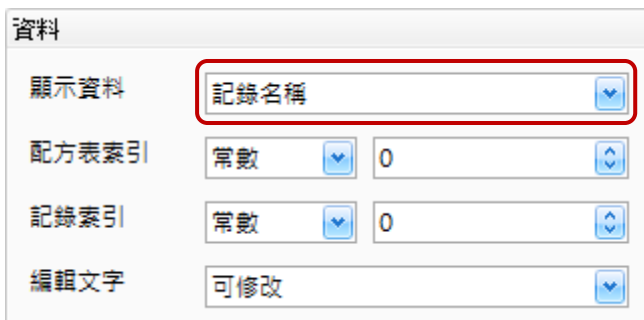 資料
顯示資料 記錄名稱
配方表索引 常數 0
記錄索引 常數 0
編輯文字 可修改